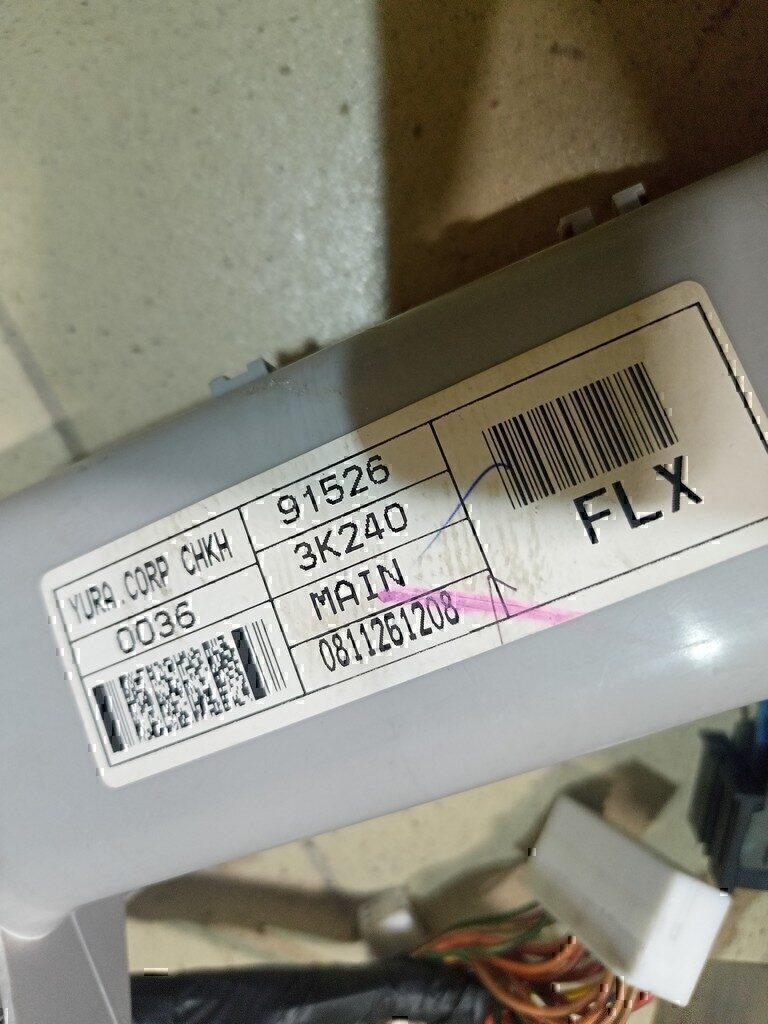 YURA.CORP CHKH
0036
91526
3K240
MAIN
0811261208
FLX